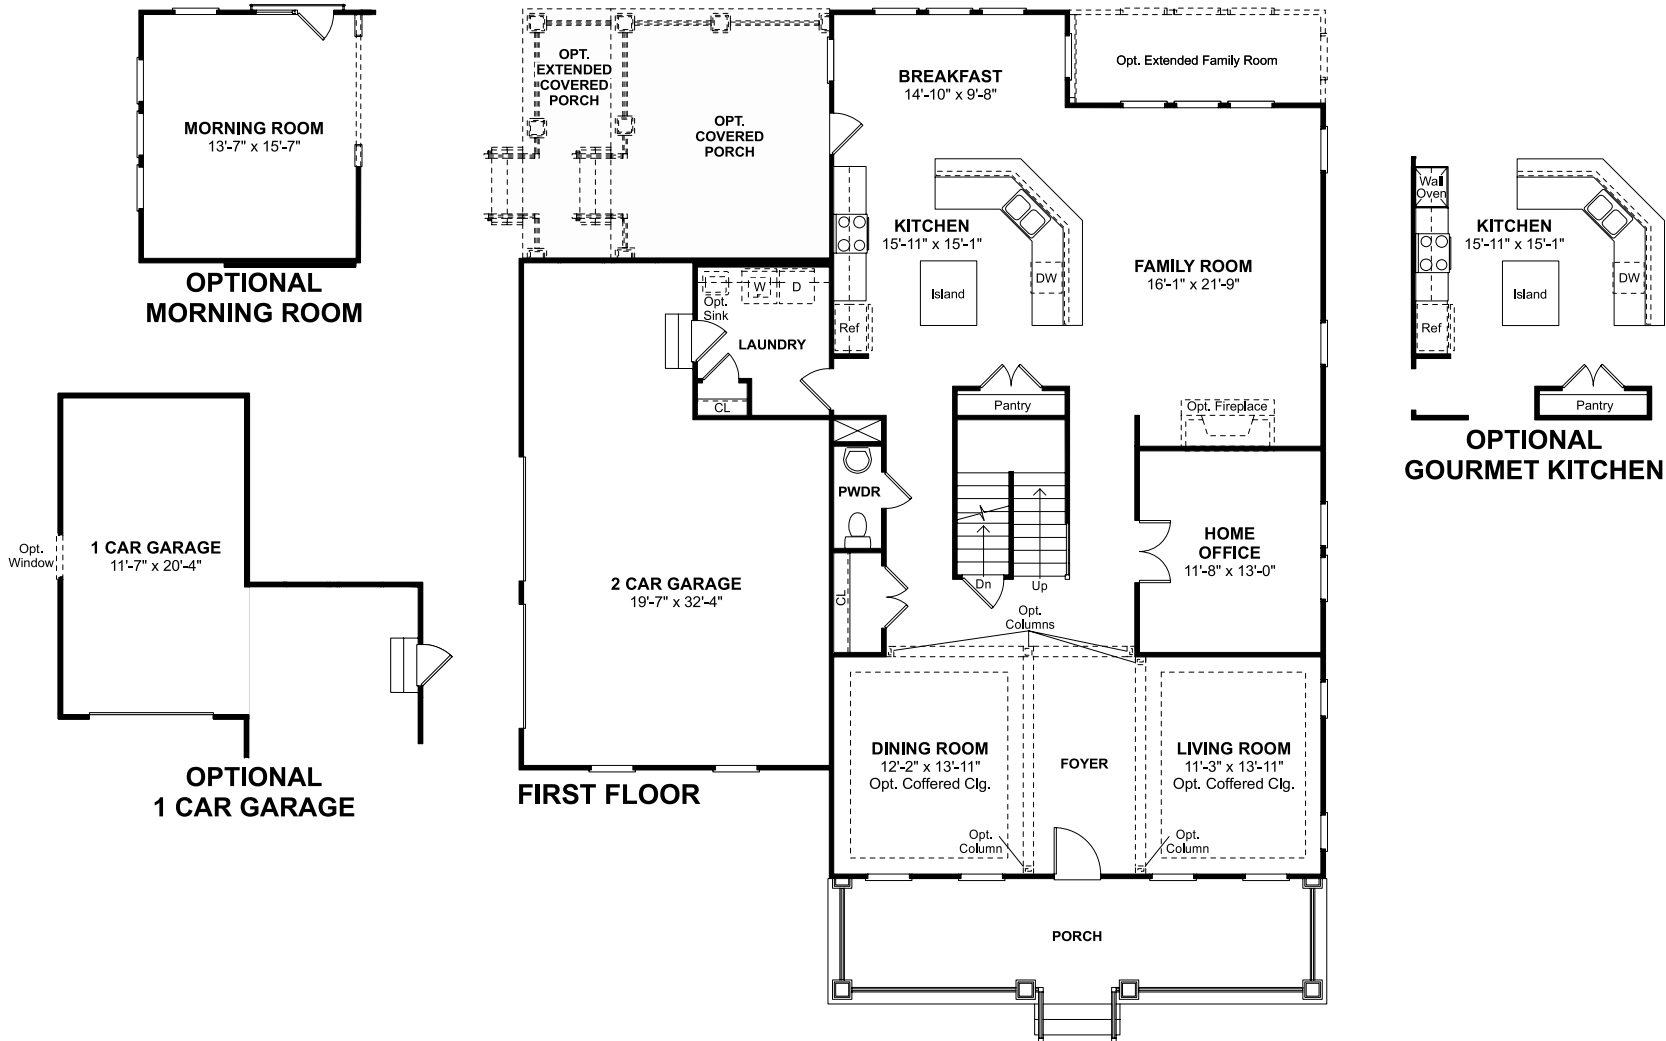 MORNING ROOM
13'-7" x 15'-7"
OPTIONAL
MORNING ROOM
1 CAR GARAGE
11'-7" x 20'-4"
Opt.
Window
OPTIONAL
1 CAR GARAGE
OPT.
EXTENDED
COVERED
PORCH
OPT.
COVERED
PORCH
BREAKFAST
14'-10" x 9'-8"
Opt. Extended Family Room
KITCHEN
15'-11" x 15'-1"
Island
DW
Ref
FAMILY ROOM
16'-1" x 21'-9"
Opt. Fireplace
Opt.
Sink
W
D
LAUNDRY
CL
Pantry
PWDR
CL
Dn
Up
HOME
OFFICE
11'-8" x 13'-0"
2 CAR GARAGE
19'-7" x 32'-4"
Opt.
Columns
DINING ROOM
12'-2" x 13'-11"
Opt. Coffered Clg.
FOYER
LIVING ROOM
11'-3" x 13'-11"
Opt. Coffered Clg.
Opt.
Column
Opt.
Column
FIRST FLOOR
PORCH
Wall
Oven
KITCHEN
15'-11" x 15'-1"
Island
DW
Ref
Pantry
OPTIONAL
GOURMET KITCHEN